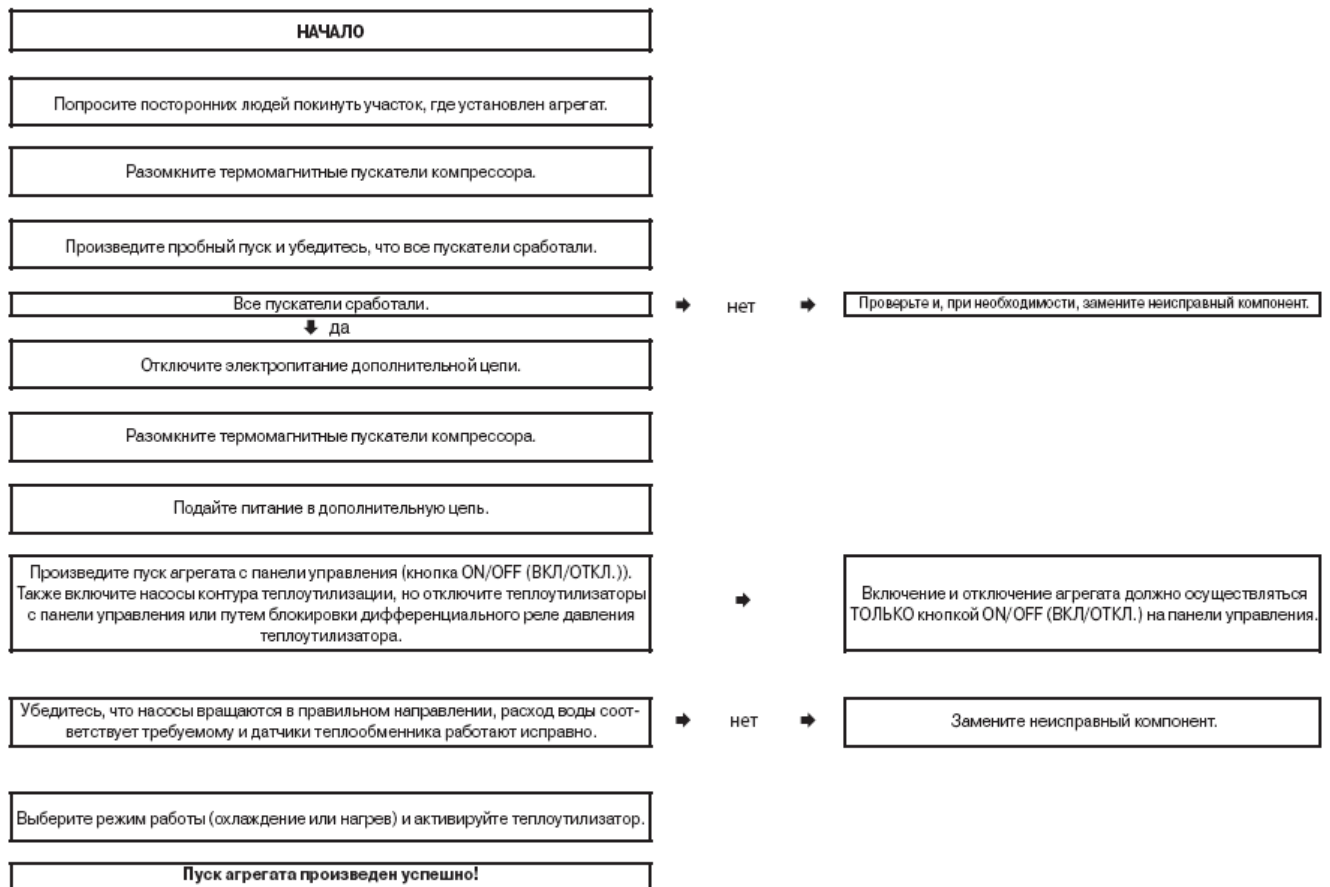 НАЧАЛО
Попросите посторонних людей покинуть участок, где установлен агрегат.
Разомкните термомагнитные пускатели компрессора.
Произведите пробный пуск и убедитесь, что все пускатели сработали.
Все пускатели сработали.
нет
Проверьте и, при необходимости, замените неисправный компонент.
да
Отключите электропитание дополнительной цепи.
Разомкните термомагнитные пускатели компрессора.
Подайте питание в дополнительную цепь.
Произведите пуск агрегата с панели управления (кнопка ON/OFF (ВКЛ/ОТКЛ.)).
Также включите насосы контура теплоутилизации, но отключите теплоутилизаторы
с панели управления или путем блокировки дифференциального реле давления
теплоутилизатора.
Включение и отключение агрегата должно осуществляться
ТОЛЬКО кнопкой ON/OFF (ВКЛ/ОТКЛ.) на панели управления.
Убедитесь, что насосы вращаются в правильном направлении, расход воды соот-
ветствует требуемому и датчики теплообменника работают исправно.
нет
Замените неисправный компонент.
Выберите режим работы (охлаждение или нагрев) и активируйте теплоутилизатор.
Пуск агрегата произведен успешно!